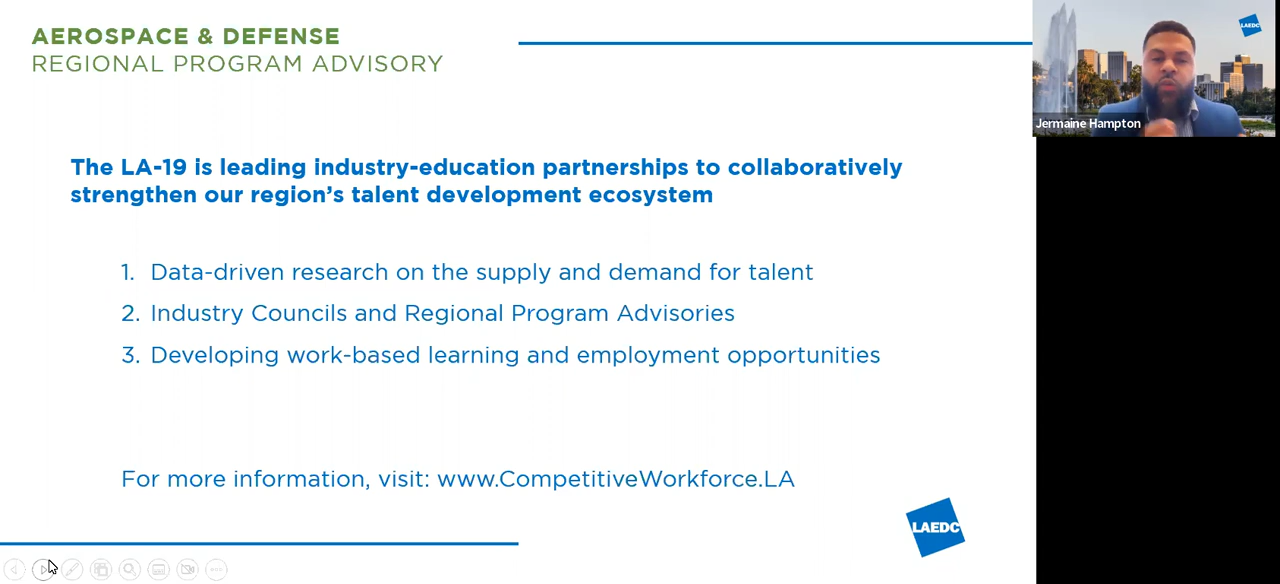 AEROSPACE & DEFENSE
REGIONAL PROGRAM ADVISORY
LAEDC
Jermaine Hampton
The LA-19 is leading industry-education partnerships to collaboratively
strengthen our region’s talent development ecosystem
1. Data-driven research on the supply and demand for talent
2. Industry Councils and Regional Program Advisories
3. Developing work-based learning and employment opportunities
For more information, visit: www.CompetitiveWorkforce.LA
LAEDC